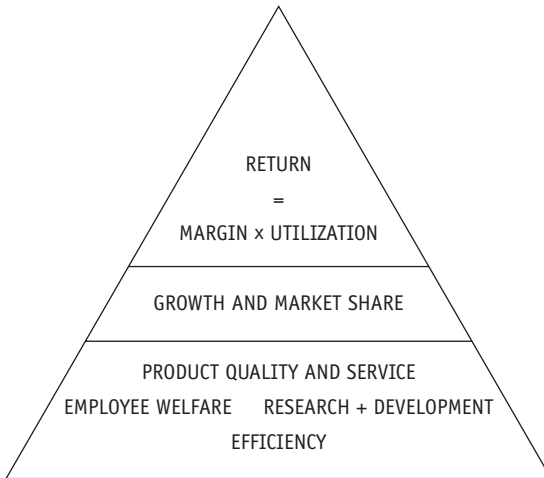 RETURN
=
MARGIN x UTILIZATION
GROWTH AND MARKET SHARE
PRODUCT QUALITY AND SERVICE
EMPLOYEE WELFARE RESEARCH + DEVELOPMENT
EFFICIENCY